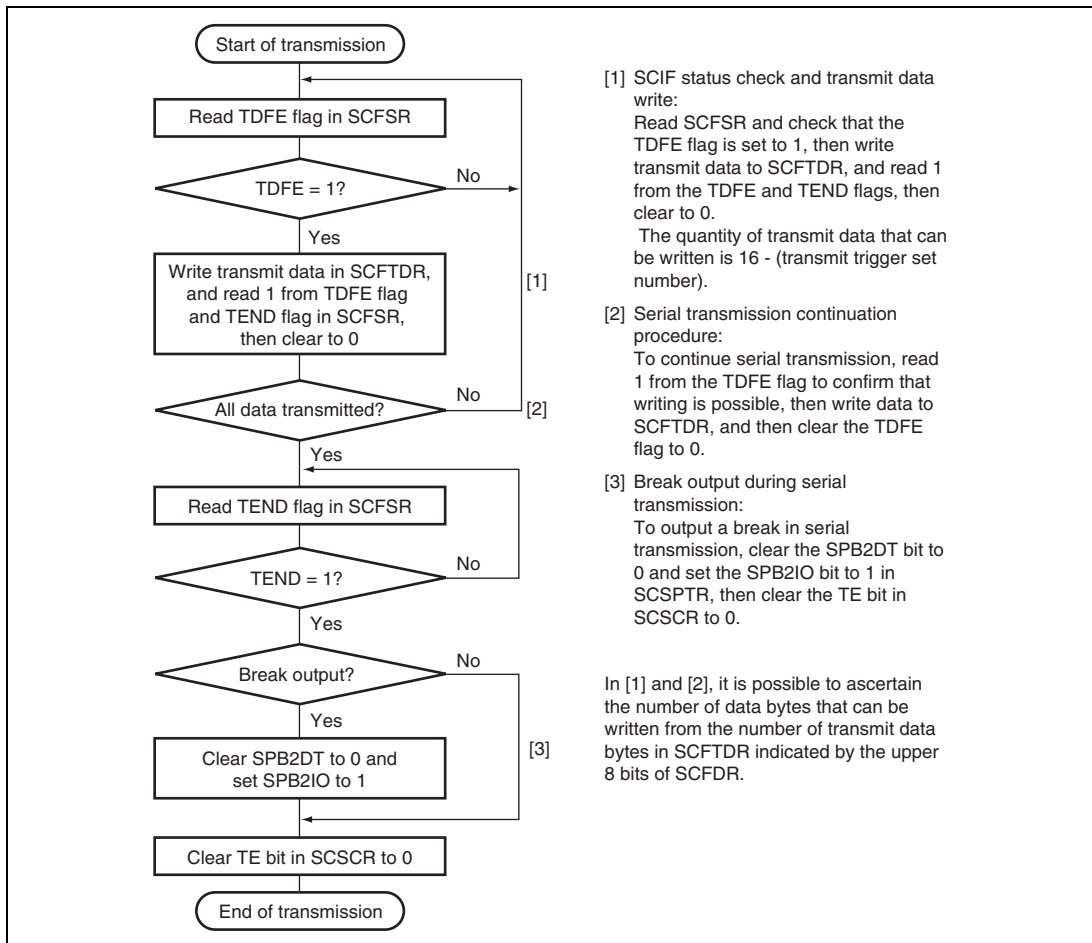 Start of transmission
Read TDFE flag in SCFSR
TDFE = 1?
No
Yes
Write transmit data in SCFTDR,
and read 1 from TDFE flag
and TEND flag in SCFSR,
then clear to 0
[1]
All data transmitted?
No
[2]
Yes
Read TEND flag in SCFSR
TEND = 1?
No
Yes
Break output?
No
Yes
Clear SPB2DT to 0 and
set SPB2IO to 1
[3]
Clear TE bit in SCSCR to 0
End of transmission
[1] SCIF status check and transmit data
write:
Read SCFSR and check that the
TDFE flag is set to 1, then write
transmit data to SCFTDR, and read 1
from the TDFE and TEND flags, then
clear to 0.
The quantity of transmit data that can
be written is 16 - (transmit trigger set
number).
[2] Serial transmission continuation
procedure:
To continue serial transmission, read
1 from the TDFE flag to confirm that
writing is possible, then write data to
SCFTDR, and then clear the TDFE
flag to 0.
[3] Break output during serial
transmission:
To output a break in serial
transmission, clear the SPB2DT bit to
0 and set the SPB2IO bit to 1 in
SCSPTR, then clear the TE bit in
SCSCR to 0.
In [1] and [2], it is possible to ascertain
the number of data bytes that can be
written from the number of transmit data
bytes in SCFTDR indicated by the upper
8 bits of SCFDR.